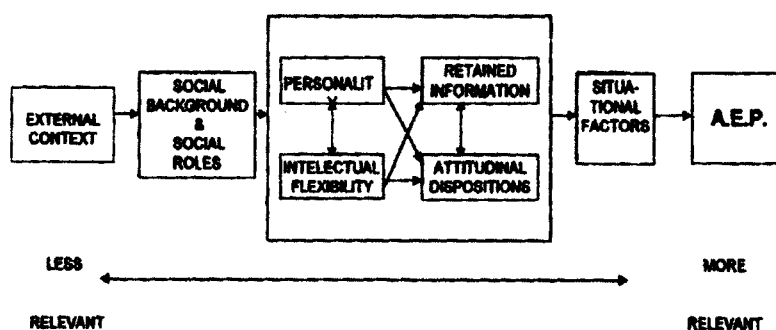 EXTERNAL
CONTEXT
SOCIAL
BACKGROUND
&
SOCIAL
ROLES
PERSONALIT
INTELECTUAL
FLEXIBILITY
RETAINED
INFORMATION
ATTITUDINAL
DISPOSITIONS
SITUA-
TIONAL
FACTORS
A.E.P.
LESS
RELEVANT
MORE
RELEVANT